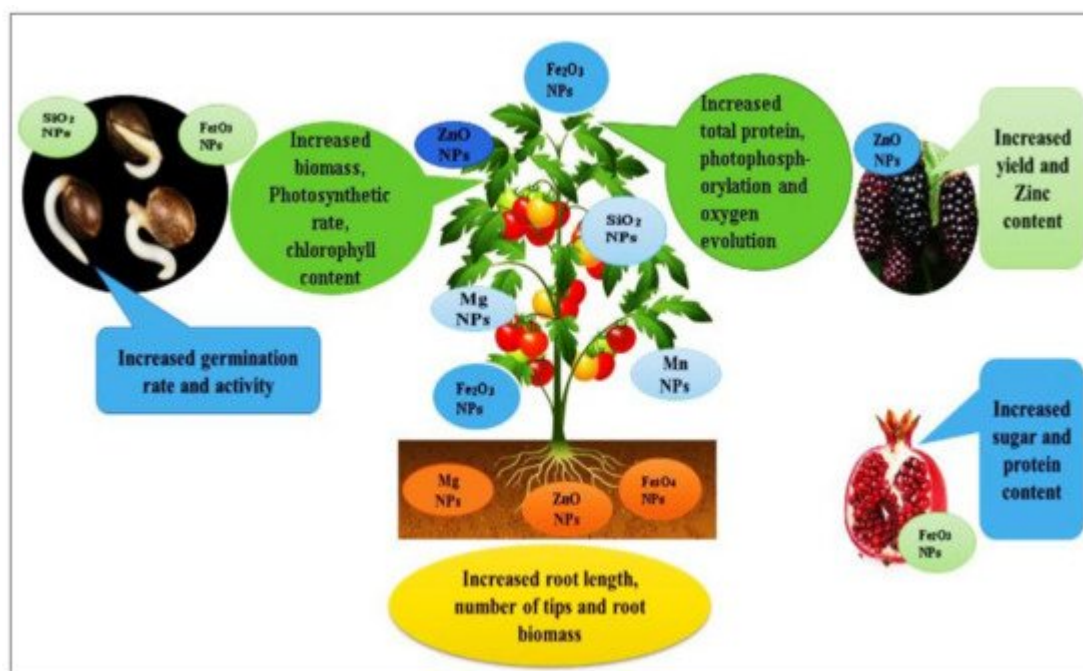 SiO₂
NPs
Fe₂O₃
NPs
Increased germination
rate and activity
Increased
biomass,
Photosynthetic
rate,
chlorophyll
content
ZnO
NPs
Fe₂O₃
NPs
Increased
total protein,
photophosph-
orylation and
oxygen
evolution
SiO₂
NPs
Mg
NPs
Mn
NPs
Fe₂O₃
NPs
Mg
NPs
ZnO
NPs
Fe₃O₄
NPs
Increased root length,
number of tips and root
biomass
ZnO
NPs
Increased
yield and
Zinc
content
Increased
sugar and
protein
content
Fe₂O₃
NPs